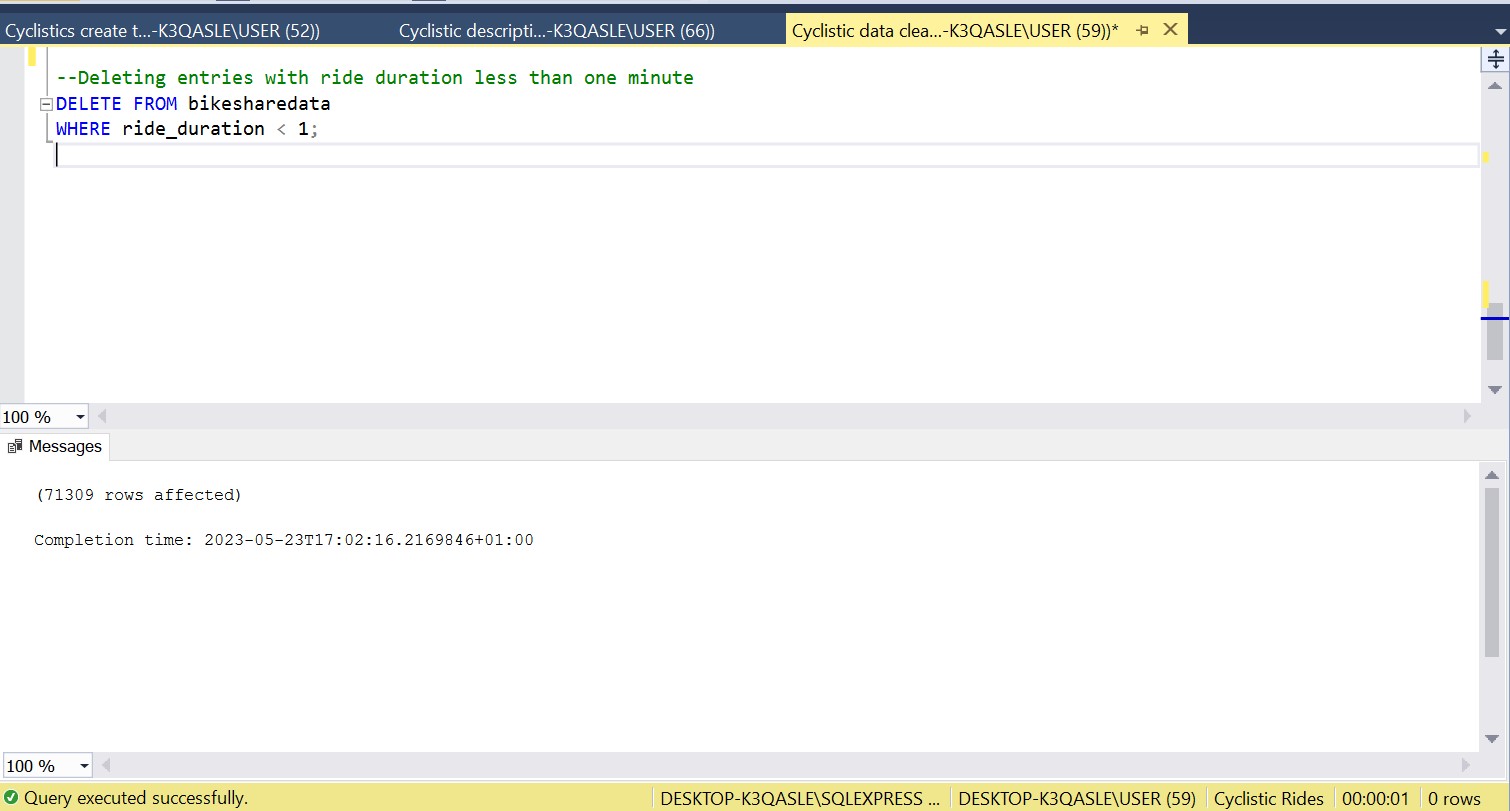 Cyclistics create t...-K3QASLE\USER (52))
Cyclistic descripti...-K3QASLE\USER (66))
Cyclistic data clea...-K3QASLE\USER (59))*
--Deleting entries with ride duration less than one minute
DELETE FROM bikesharedata
WHERE ride_duration < 1;
100 %
Messages
(71309 rows affected)
Completion time: 2023-05-23T17:02:16.2169846+01:00
100 %
Query executed successfully.
DESKTOP-K3QASLE\SQLEXPRESS ...
DESKTOP-K3QASLE\USER (59)
Cyclistic Rides
00:00:01
0 rows